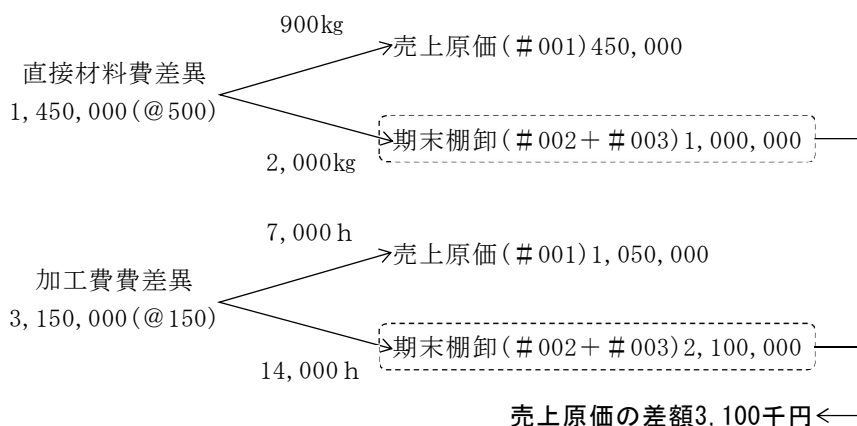 900kg
売上原価(＃001)450,000
直接材料費差異
1,450,000(@500)
期末棚卸(＃002＋＃003)1,000,000
2,000kg
7,000ｈ
売上原価(＃001)1,050,000
加工費費差異
3,150,000(@150)
期末棚卸(＃002＋＃003)2,100,000
14,000ｈ
売上原価の差額3,100千円